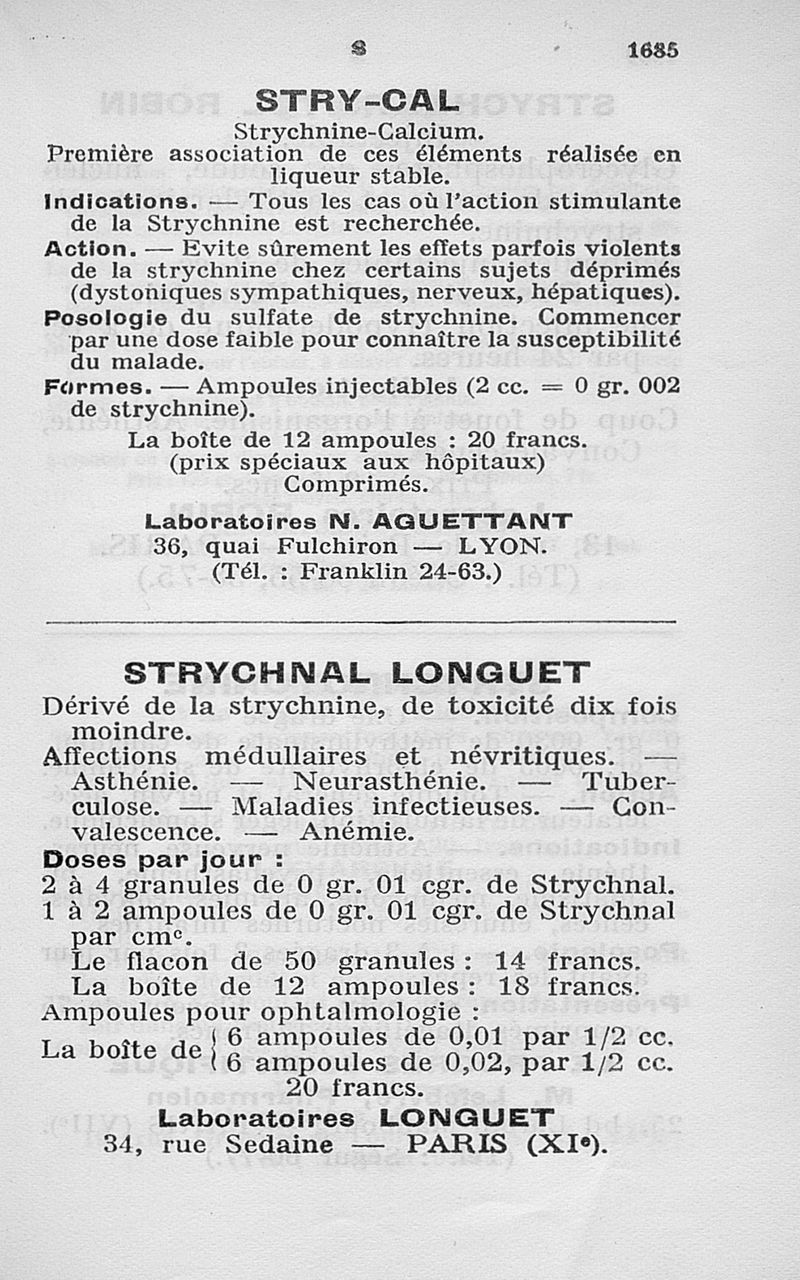 S 1685
STRY-CAL
Strychnine-Calcium.
Première association de ces éléments réalisée en
liqueur stable.
Indications. — Tous les cas où l'action stimulante
de la Strychnine est recherchée.
Action. — Evite sûrement les effets parfois violents
de la strychnine chez certains sujets déprimés
(dystoniques sympathiques, nerveux, hépatiques).
Posologie du sulfate de strychnine. Commencer
par une dose faible pour connaître la susceptibilité
du malade.
Formes. — Ampoules injectables (2 cc. = 0 gr. 002
de strychnine).
La boîte de 12 ampoules : 20 francs.
(prix spéciaux aux hôpitaux)
Comprimés.
Laboratoires N. AGUETTANT
36, quai Fulchiron — LYON.
(Tél. : Franklin 24-63.)
STRYCHNAL LONGUET
Dérivé de la strychnine, de toxicité dix fois
moindre.
Affections médullaires et névritiques. —
Asthénie. — Neurasthénie. — Tuber-
culose. — Maladies infectieuses. — Con-
valescence. — Anémie.
Doses par jour :
2 à 4 granules de 0 gr. 01 cgr. de Strychnal.
1 à 2 ampoules de 0 gr. 01 cgr. de Strychnal
par cmc.
Le flacon de 50 granules : 14 francs.
La boîte de 12 ampoules : 18 francs.
Ampoules pour ophtalmologie :
La boîte de { 6 ampoules de 0,01 par 1/2 cc.
{ 6 ampoules de 0,02, par 1/2 cc.
20 francs.
Laboratoires LONGUET
34, rue Sedaine — PARIS (XIe).